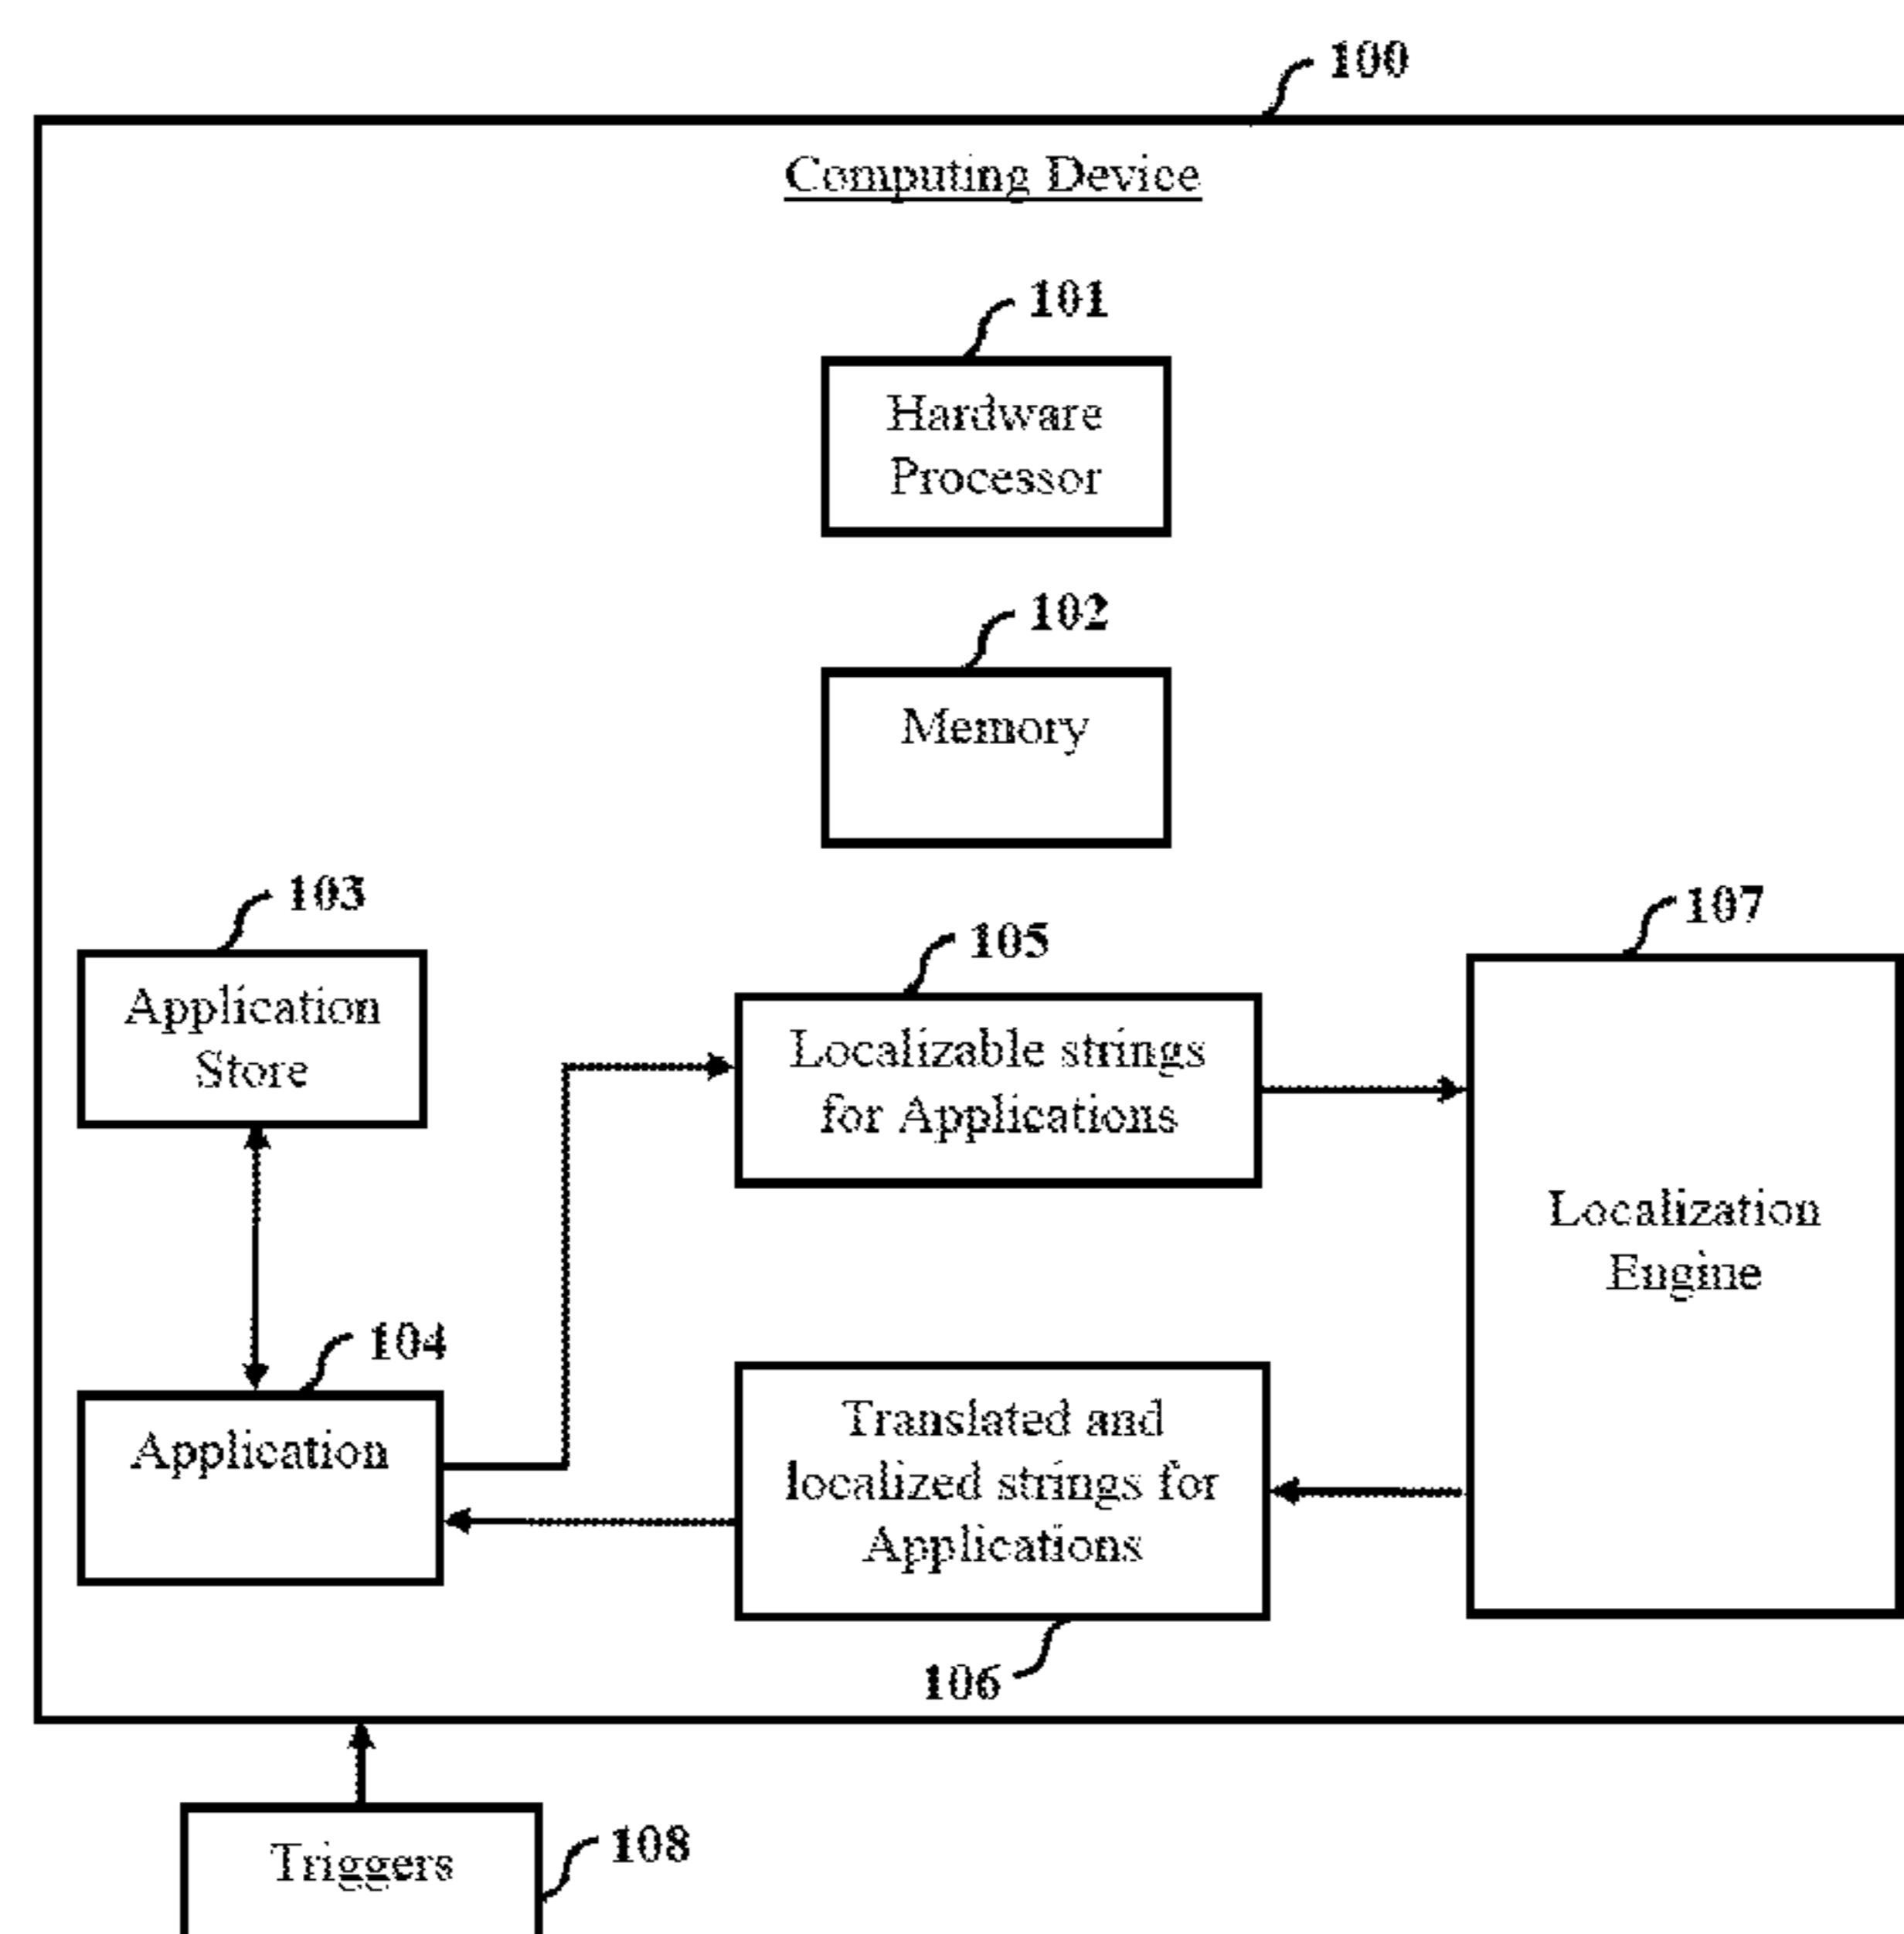 100
Computing Device
101
Hardware
Processor
102
Memory
103
Application
Store
105
Localizable strings
for Applications
107
Localization
Engine
104
Application
Translated and
localized strings for
Applications
106
Triggers
108